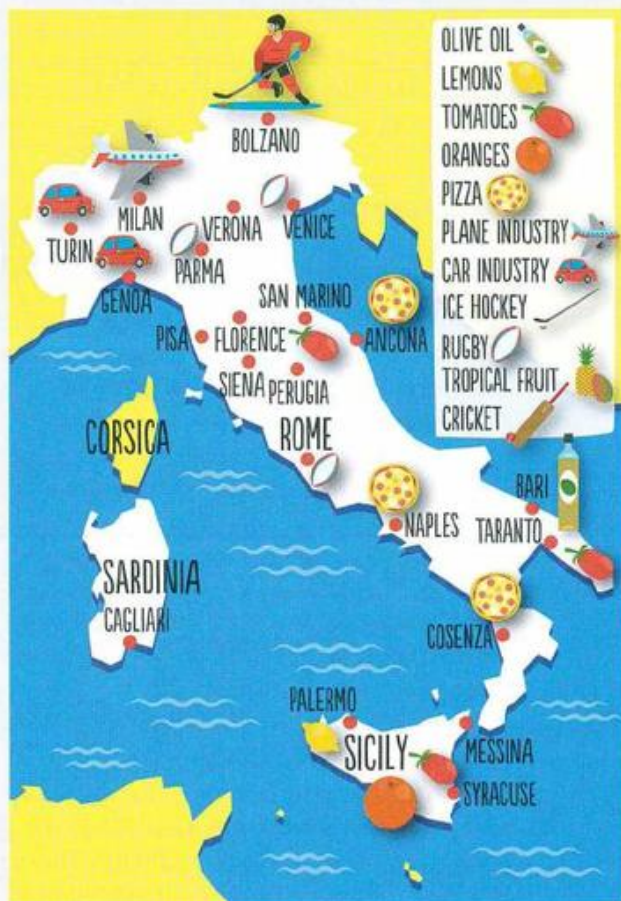 OLIVE OIL
LEMONS
TOMATOES
ORANGES
PIZZA
PLANE INDUSTRY
CAR INDUSTRY
ICE HOCKEY
RUGBY
TROPICAL FRUIT
CRICKET
BOLZANO
MILAN
VERONA
VENICE
TURIN
PARMA
GENOA
SAN MARINO
PISA
FLORENCE
ANCONA
SIENA
PERUGIA
CORSICA
ROME
BARI
NAPLES
TARANTO
SARDINIA
CAGLIARI
COSENZA
PALERMO
SICILY
MESSINA
SYRACUSE